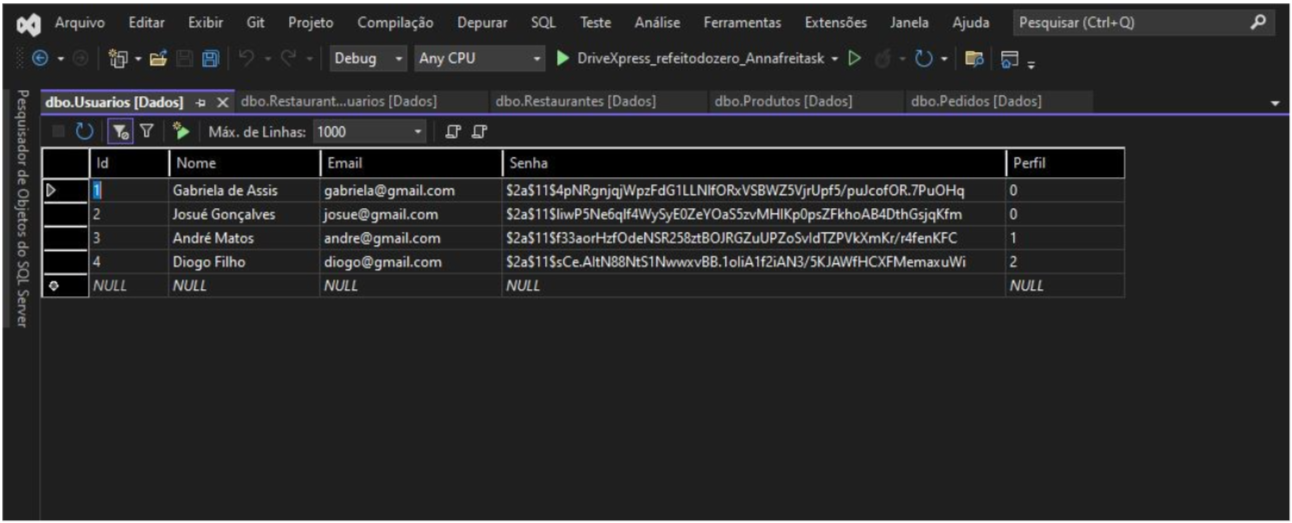 Arquivo Editar Exibir Git Projeto Compilação Depurar SQL Teste Análise Ferramentas Extensões Janela Ajuda Pesquisar (Ctrl+Q)
Debug Any CPU DriveXpress_refeitodozero_Annafreitask
dbo.Usuarios [Dados] dbo.Restaurant...uarios [Dados] dbo.Restaurantes [Dados] dbo.Produtos [Dados] dbo.Pedidos [Dados]
Máx. de Linhas: 1000
Id Nome Email Senha Perfil
1 Gabriela de Assis gabriela@gmail.com $2a$11$4pNRgnjqjWpzFdG1LLNIfORxVSBWZ5VjrUpf5/puJcofOR.7PuOHq 0
2 Josué Gonçalves josue@gmail.com $2a$11$IiwP5Ne6qIf4WySyE0ZeYOaS5zvMHIKp0psZFkhoAB4DthGsjqKfm 0
3 André Matos andre@gmail.com $2a$11$f33aorHzfOdeNSR258ztBOJRGZuUPZoSvIdTZPVkXmKr/r4fenKFC 1
4 Diogo Filho diogo@gmail.com $2a$11$sCe.AltN88NtS1NwwxvBB.1oIiA1f2iAN3/5KJAWfHCXFMemaxuWi 2
NULL NULL NULL NULL NULL
Pesquisador de Objetos do SQL Server